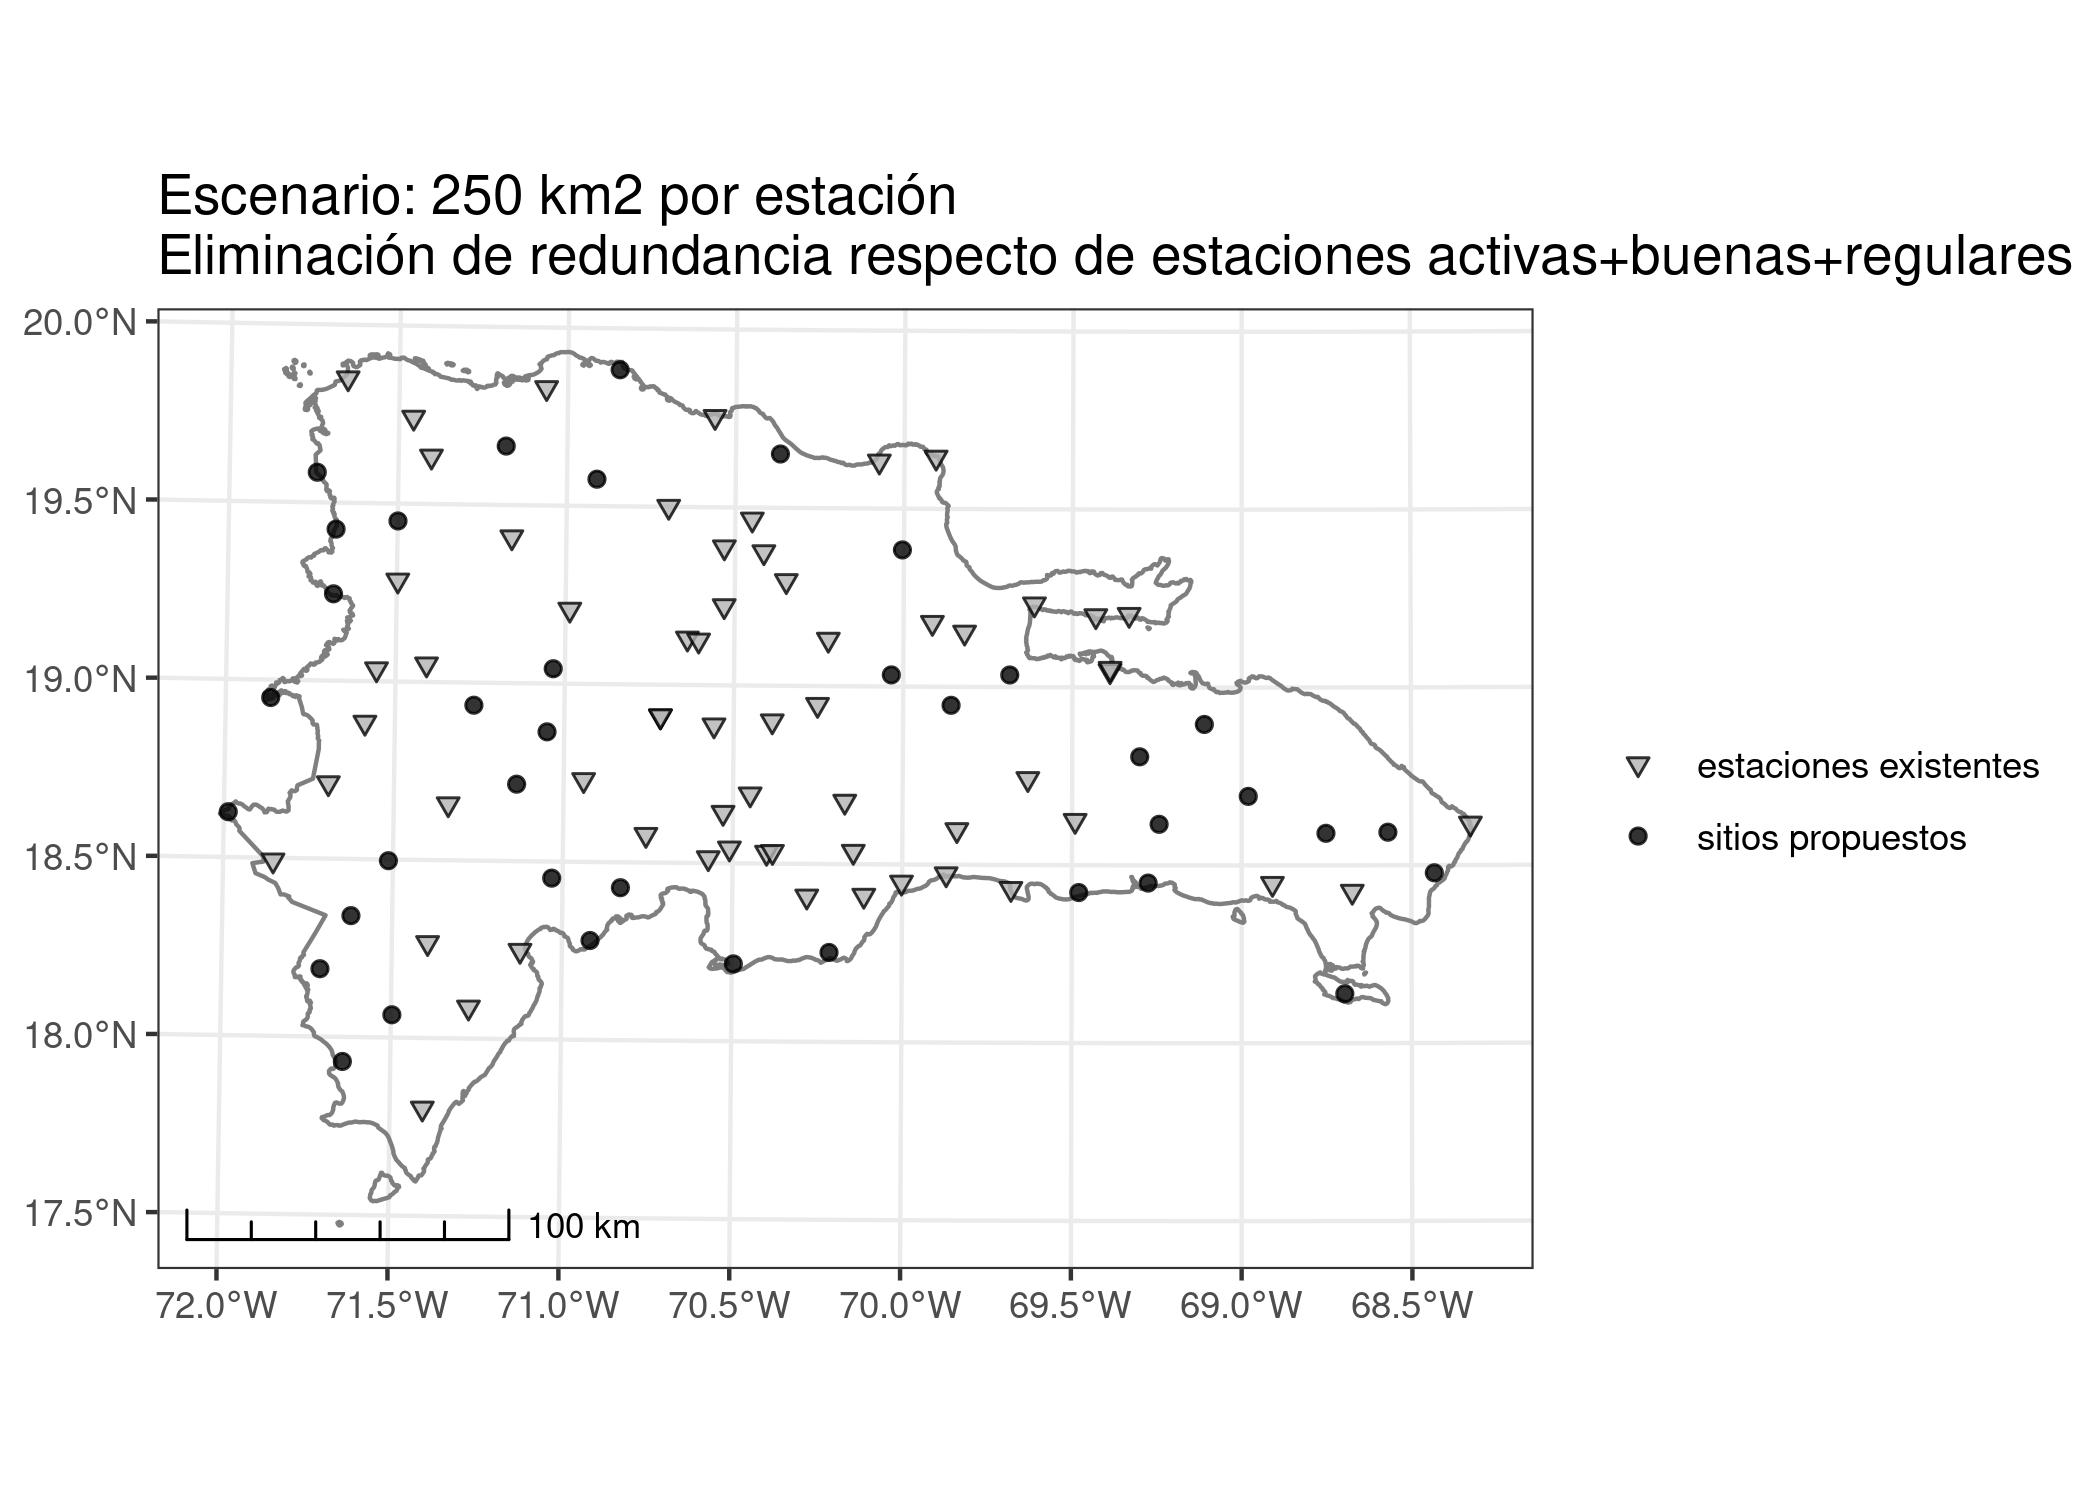 Escenario: 250 km2 por estación
Eliminación de redundancia respecto de estaciones activas+buenas+regulares
20.0°N
19.5°N
19.0°N
18.5°N
18.0°N
17.5°N
100 km
72.0°W 71.5°W 71.0°W 70.5°W 70.0°W 69.5°W 69.0°W 68.5°W
estaciones existentes
sitios propuestos